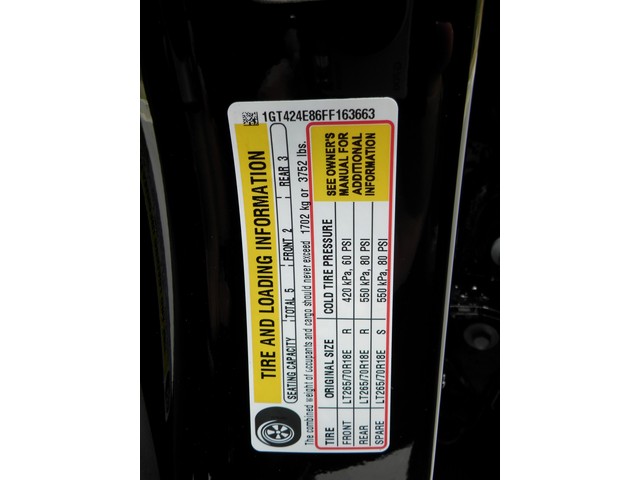 1GT424E86FF163663
TIRE AND LOADING INFORMATION
SEATING CAPACITY TOTAL 5 FRONT 2 REAR 3
The combined weight of occupants and cargo should never exceed 1702 kg or 3752 lbs.
TIRE ORIGINAL SIZE COLD TIRE PRESSURE
FRONT LT265/70R18E R 420 kPa, 60 PSI
REAR LT265/70R18E R 550 kPa, 80 PSI
SPARE LT265/70R18E S 550 kPa, 80 PSI
SEE OWNER'S
MANUAL FOR
ADDITIONAL
INFORMATION